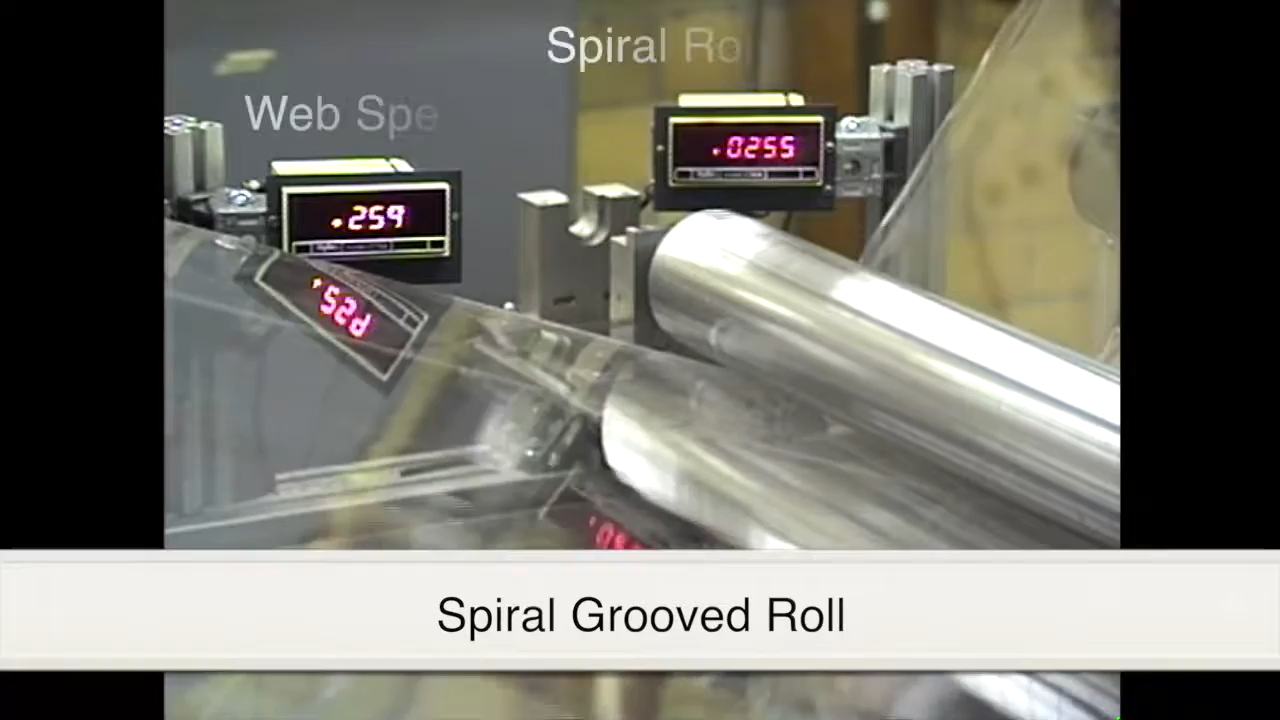 Spiral Ro
Web Spe
.0255
.259
Spiral Grooved Roll